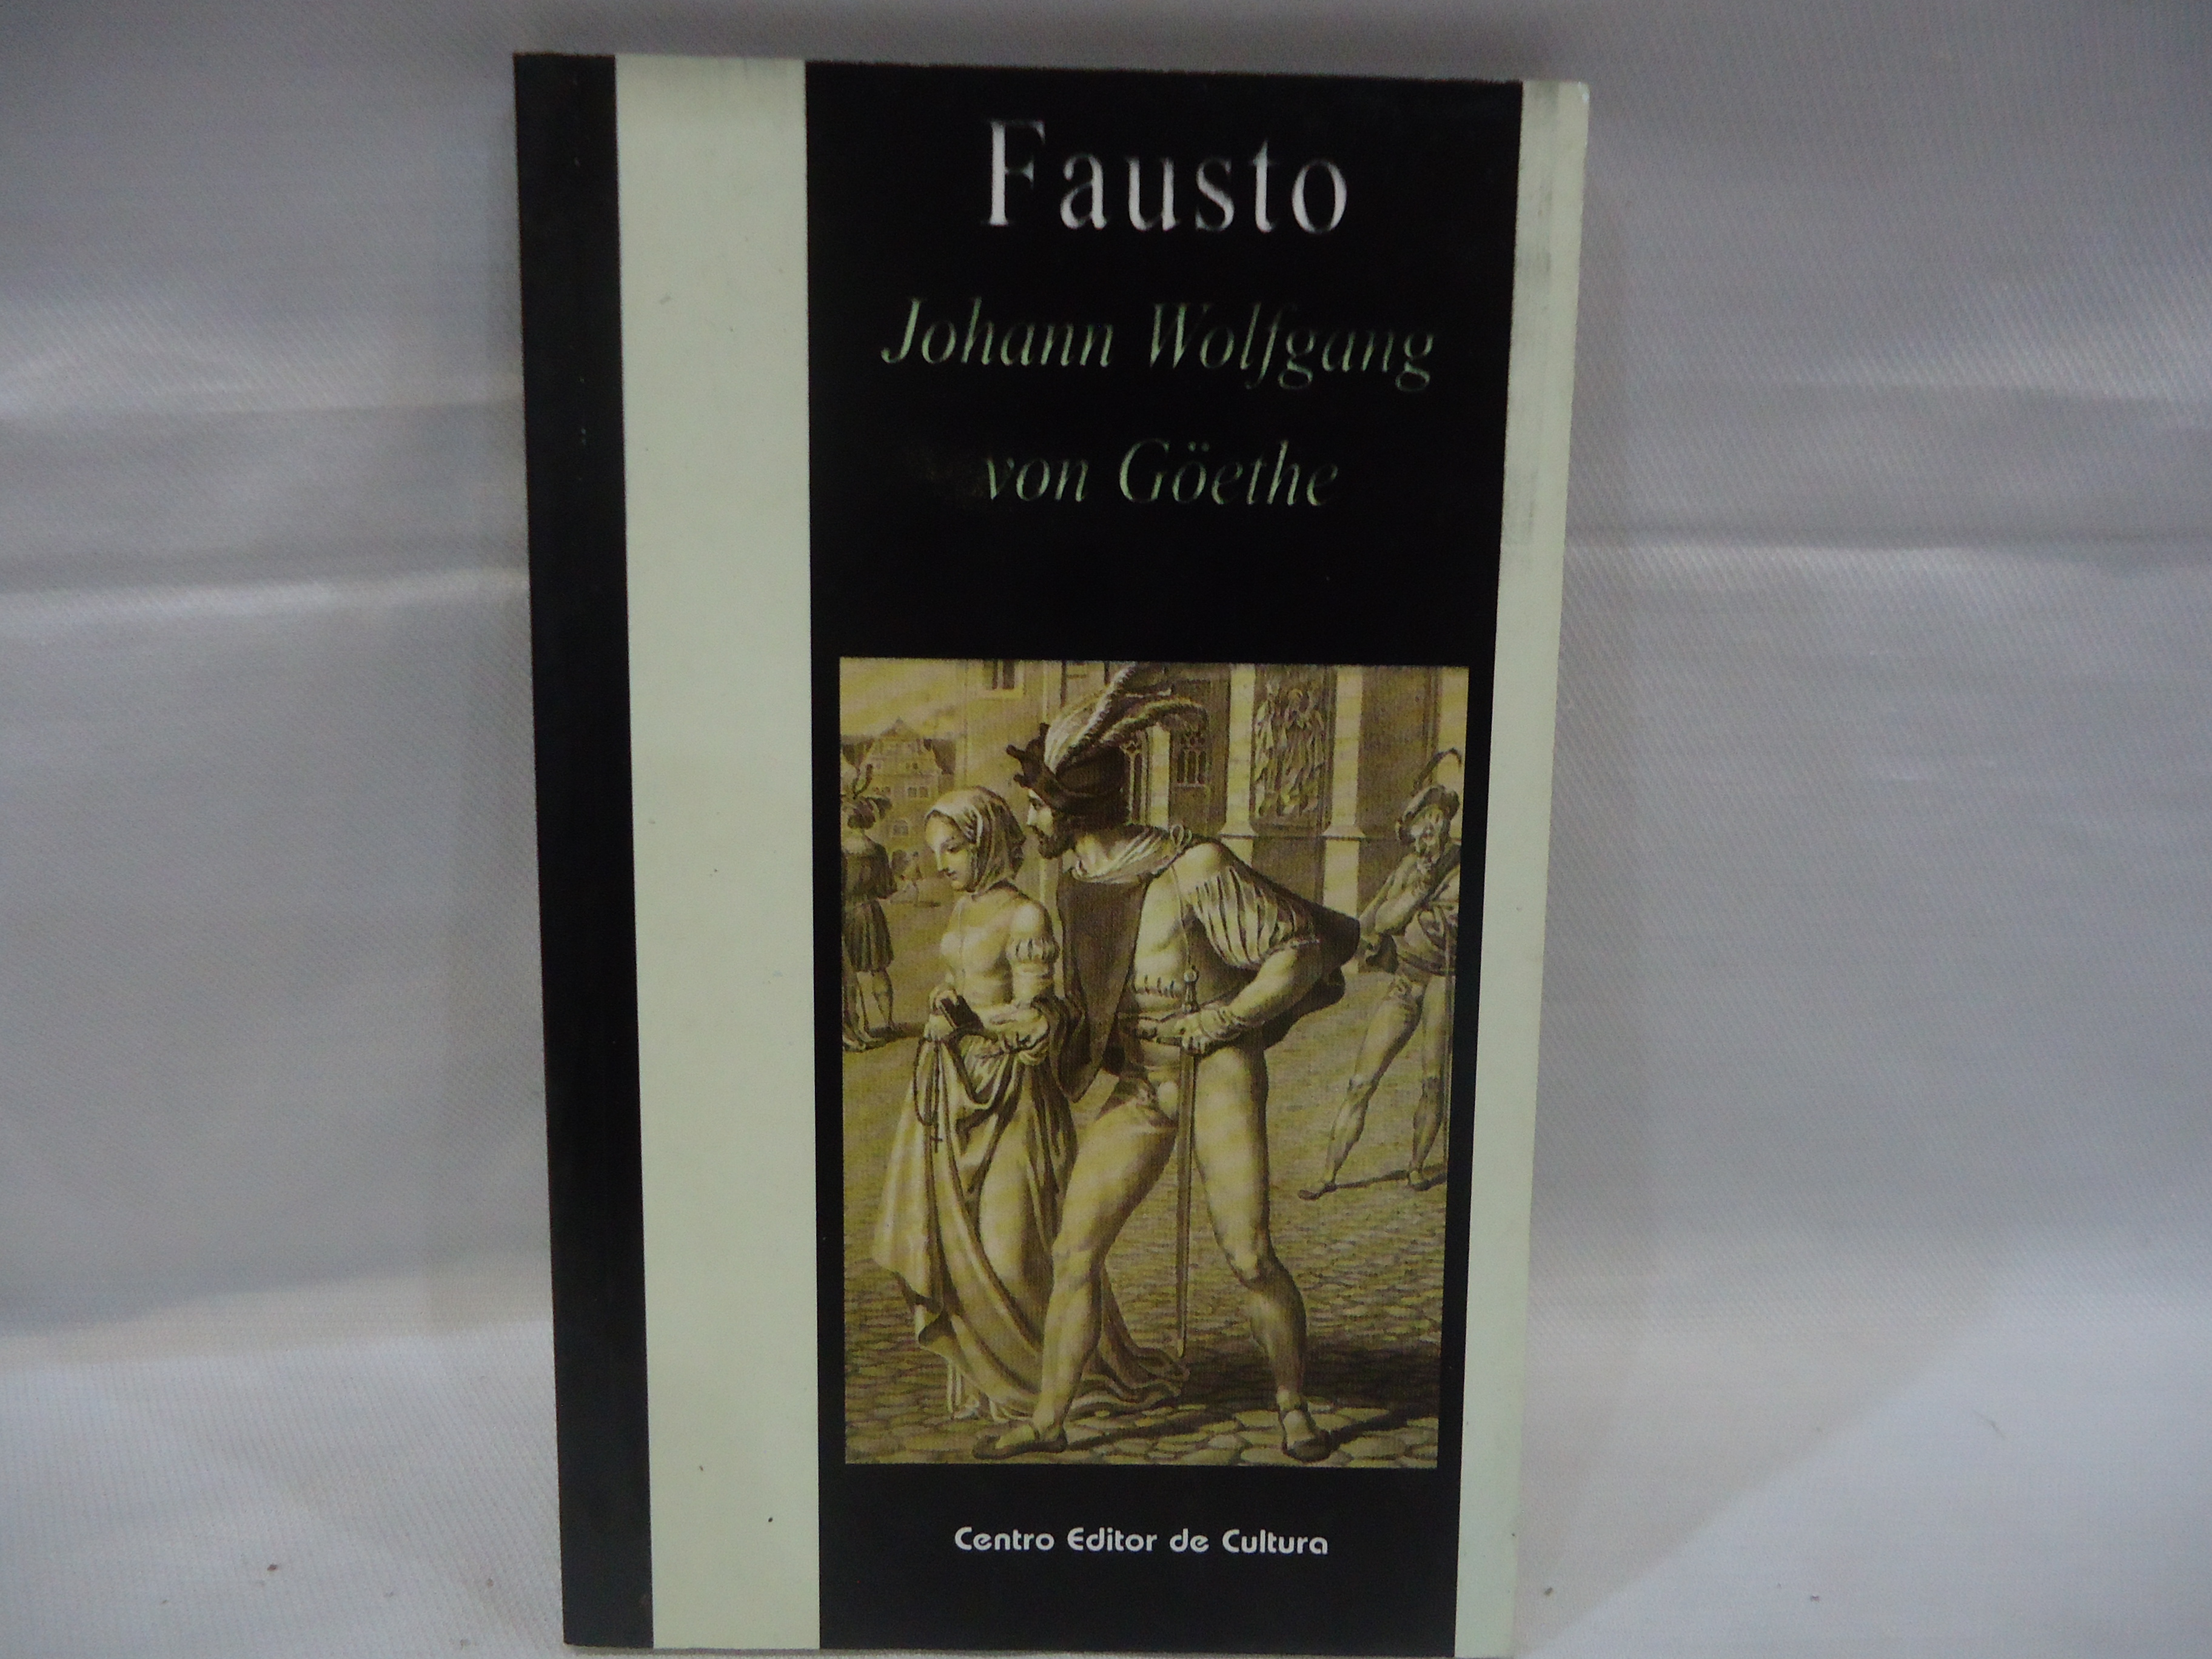 Fausto
Johann Wolfgang
von Göethe
Centro Editor de Cultura